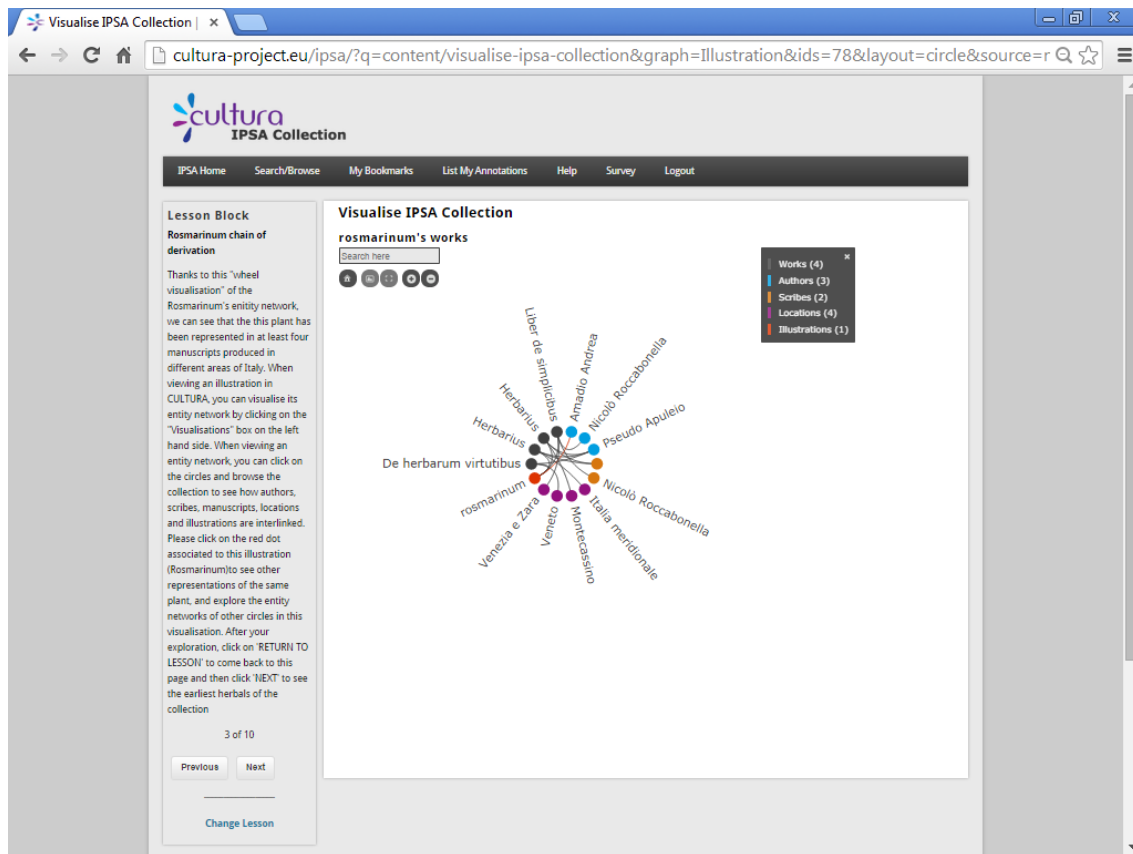 Visualise IPSA Collection |
cultura-project.eu/ipsa/?q=content/visualise-ipsa-collection&graph=Illustration&ids=78&layout=circle&source=r
cultura
IPSA Collection
IPSA Home Search/Browse My Bookmarks List My Annotations Help Survey Logout
Lesson Block
Rosmarinum chain of
derivation
Thanks to this "wheel
visualisation" of the
Rosmarinum's enitity network,
we can see that the this plant has
been represented in at least four
manuscripts produced in
different areas of Italy. When
viewing an illustration in
CULTURA, you can visualise its
entity network by clicking on the
"Visualisations" box on the left
hand side. When viewing an
entity network, you can click on
the circles and browse the
collection to see how authors,
scribes, manuscripts, locations
and illustrations are interlinked.
Please click on the red dot
associated to this illustration
(Rosmarinum)to see other
representations of the same
plant, and explore the entity
networks of other circles in this
visualisation. After your
exploration, click on 'RETURN TO
LESSON' to come back to this
page and then click 'NEXT' to see
the earliest herbals of the
collection
3 of 10
Previous Next
Change Lesson
Visualise IPSA Collection
rosmarinum's works
Search here
Works (4)
Authors (3)
Scribes (2)
Locations (4)
Illustrations (1)
Liber de simplicibus
Amadio Andrea
Nicolò Roccabonella
Pseudo Apuleio
Nicolò Roccabonella
Italia meridionale
Montecassino
Veneto
Venezia e Zara
rosmarinum
De herbarum virtutibus
Herbarius
Herbarius